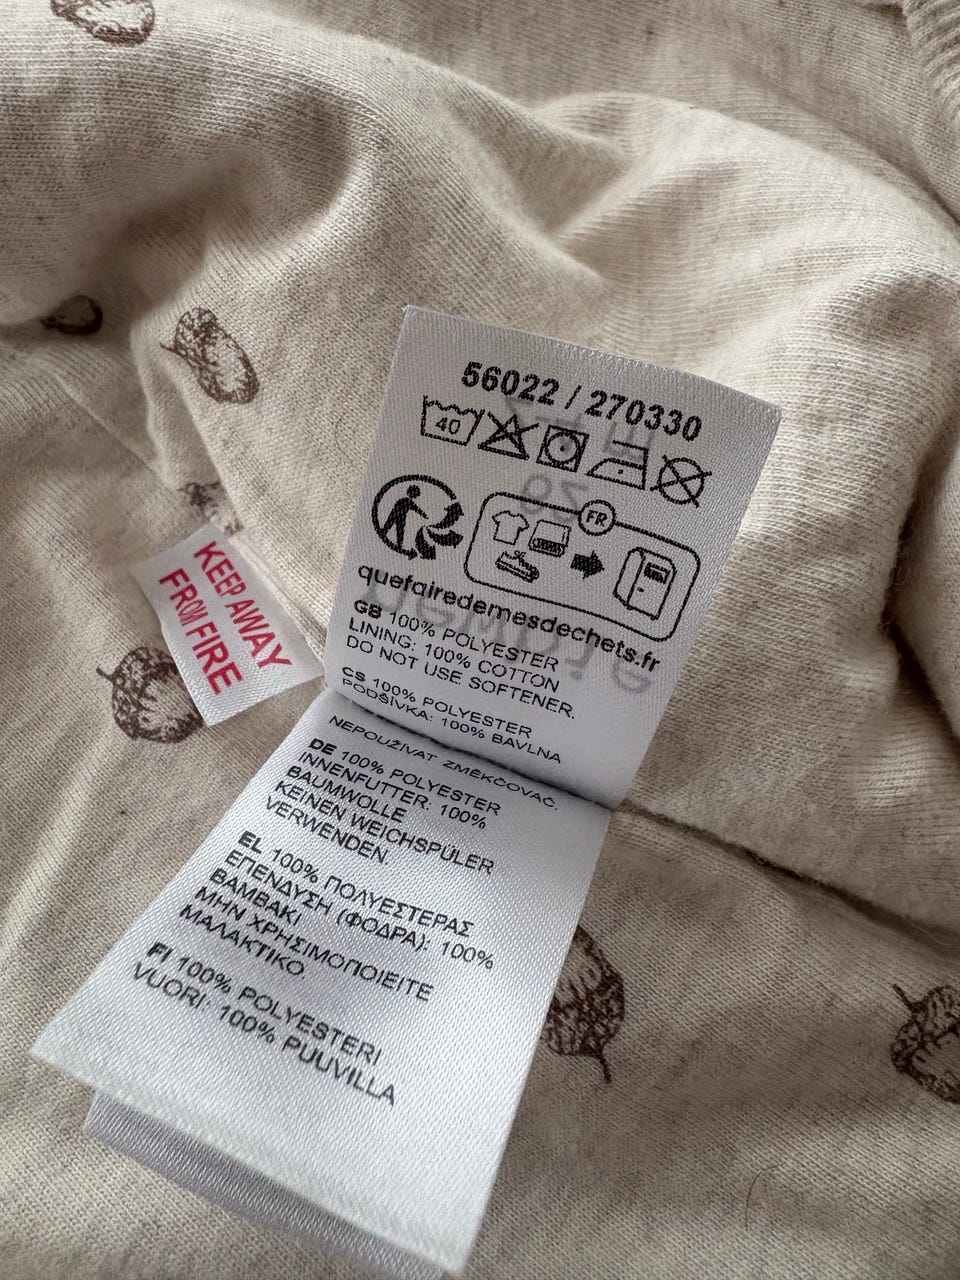 56022 / 270330
40
FR
quefairedemesdechets.fr
GB 100% POLYESTER
LINING: 100% COTTON
DO NOT USE SOFTENER.
CS 100% POLYESTER
PODŠÍVKA: 100% BAVLNA
NEPOUŽIVAT ZMĚKČOVAČ.
DE 100% POLYESTER
INNENFUTTER: 100%
BAUMWOLLE
KEINEN WEICHSPÜLER
VERWENDEN
EL 100% ΠΟΛΥΕΣΤΕΡΑΣ
ΕΠΕΝΔΥΣΗ (ΦΟΔΡΑ): 100%
ΒΑΜΒΑΚΙ
ΜΗΝ ΧΡΗΣΙΜΟΠΟΙΕΙΤΕ
ΜΑΛΑΚΤΙΚΟ
FI 100% POLYESTERI
VUORI: 100% PUUVILLA
KEEP AWAY
FROM FIRE